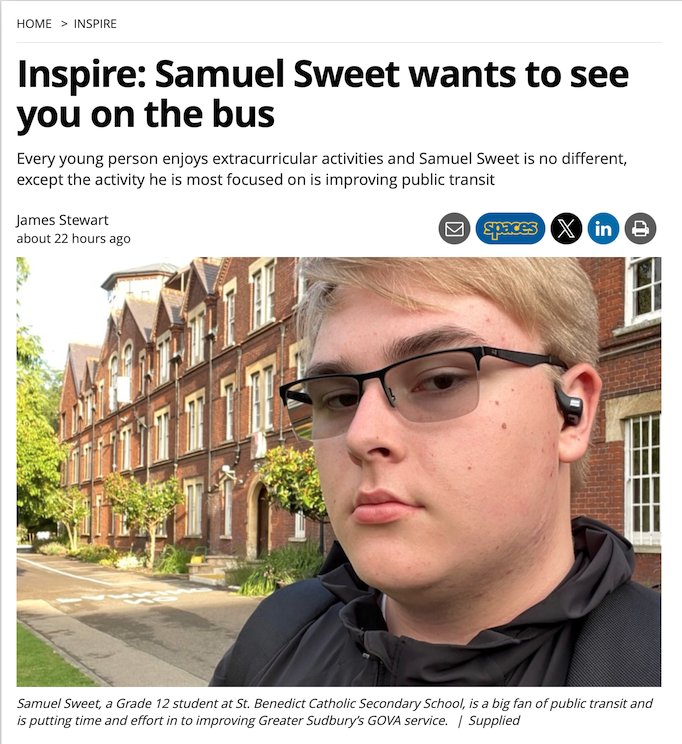 HOME > INSPIRE
Inspire: Samuel Sweet wants to see
you on the bus
Every young person enjoys extracurricular activities and Samuel Sweet is no different,
except the activity he is most focused on is improving public transit
James Stewart
about 22 hours ago
spaces
X
in
Samuel Sweet, a Grade 12 student at St. Benedict Catholic Secondary School, is a big fan of public transit and
is putting time and effort in to improving Greater Sudbury's GOVA service. | Supplied